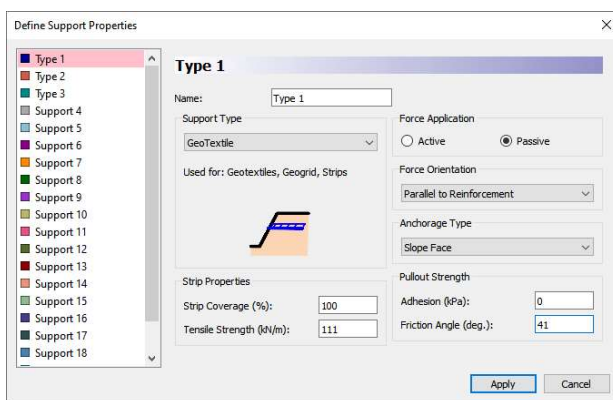 Define Support Properties
Type 1
Type 2
Type 3
Support 4
Support 5
Support 6
Support 7
Support 8
Support 9
Support 10
Support 11
Support 12
Support 13
Support 14
Support 15
Support 16
Support 17
Support 18
Type 1
Name: Type 1
Support Type
GeoTextile
Used for: Geotextiles, Geogrid, Strips
Strip Properties
Strip Coverage (%): 100
Tensile Strength (kN/m): 111
Force Application
Active Passive
Force Orientation
Parallel to Reinforcement
Anchorage Type
Slope Face
Pullout Strength
Adhesion (kPa): 0
Friction Angle (deg.): 41
Apply Cancel